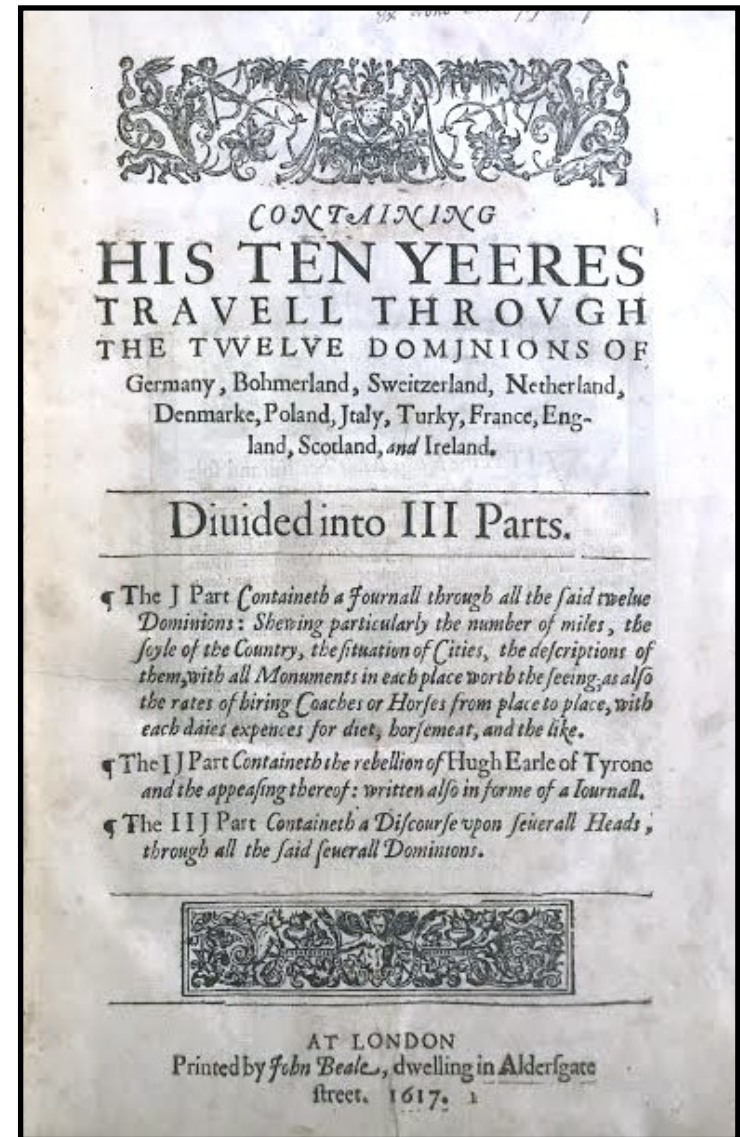 CONTAINING
HIS TEN YEERES
TRAVELL THROVGH
THE TVVELVE DOMJNIONS OF
Germany, Bohmerland, Sweitzerland, Netherland,
Denmarke, Poland, Jtaly, Turky, France, Eng-
land, Scotland, and Ireland.
Diuided into III Parts.
¶ The J Part Containeth a Journall through all the ſaid twelue
Dominions: Shewing particularly the number of miles, the
ſoyle of the Country, the ſituation of Cities, the deſcriptions of
them, with all Monuments in each place worth the ſeeing, as alſo
the rates of hiring Coaches or Horſes from place to place, with
each daies expences for diet, horſemeat, and the like.
¶ The IJ Part Containeth the rebellion of Hugh Earle of Tyrone
and the appeaſing thereof: written alſo in forme of a Iournall.
¶ The IIJ Part Containeth a Diſcourſe vpon ſeuerall Heads,
through all the ſaid ſeuerall Dominions.
AT LONDON
Printed by John Beale, dwelling in Alderſgate
ſtreet. 1617. 1